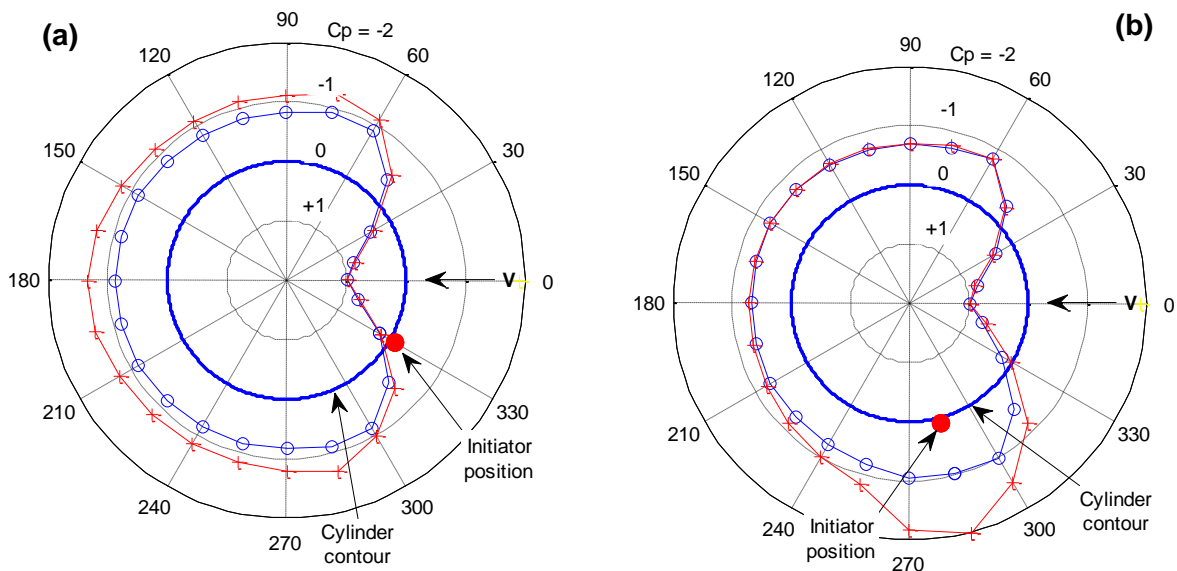 (a)
90
Cp = -2
120
60
-1
150
30
0
+1
180
V
0
210
330
Initiator
position
240
300
270
Cylinder
contour
(b)
90
Cp = -2
120
60
-1
150
30
0
+1
180
V
0
210
330
240
300
Initiator
position
270
Cylinder
contour